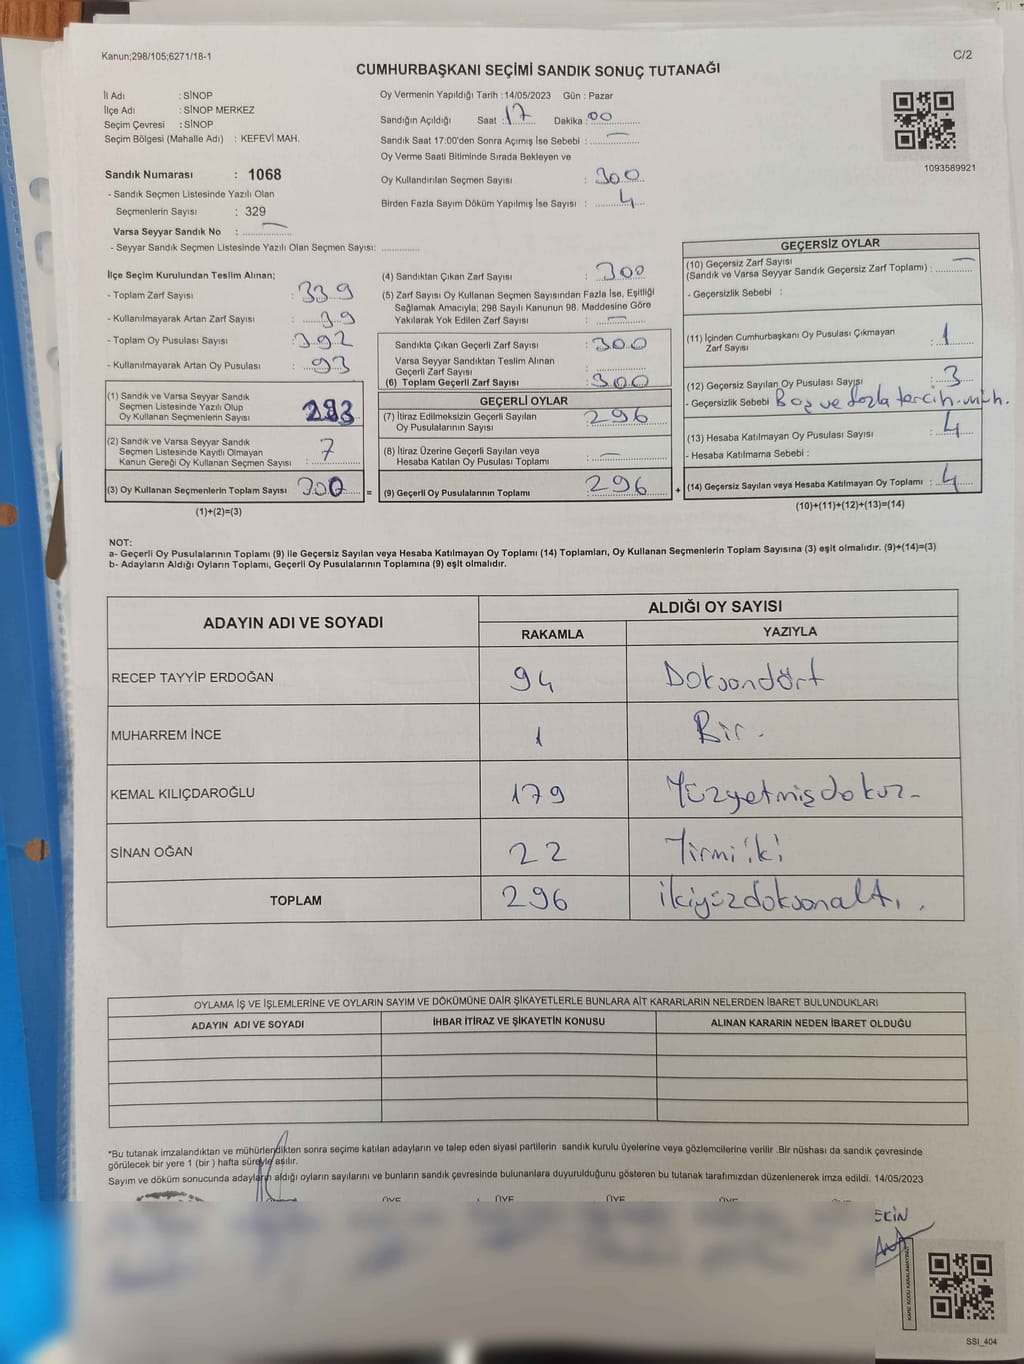 Kanun;298/105;6271/18-1
C/2
CUMHURBAŞKANI SEÇİMİ SANDIK SONUÇ TUTANAĞI
İl Adı : SİNOP
İlçe Adı : SİNOP MERKEZ
Seçim Çevresi : SİNOP
Seçim Bölgesi (Mahalle Adı) : KEFEVİ MAH.
Sandık Numarası : 1068
- Sandık Seçmen Listesinde Yazılı Olan
Seçmenlerin Sayısı : 329
Varsa Seyyar Sandık No : —
- Seyyar Sandık Seçmen Listesinde Yazılı Olan Seçmen Sayısı: ..............
Oy Vermenin Yapıldığı Tarih :14/05/2023 Gün : Pazar
Sandığın Açıldığı Saat : 17 Dakika : 00
Sandık Saat 17:00'den Sonra Açımış İse Sebebi : —
Oy Verme Saati Bitiminde Sırada Bekleyen ve
Oy Kullandırılan Seçmen Sayısı : 300
Birden Fazla Sayım Döküm Yapılmış İse Sayısı : 4
1093589921
İlçe Seçim Kurulundan Teslim Alınan;
- Toplam Zarf Sayısı : 339
- Kullanılmayarak Artan Zarf Sayısı : 39
- Toplam Oy Pusulası Sayısı : 392
- Kullanılmayarak Artan Oy Pusulası : 93
(1) Sandık ve Varsa Seyyar Sandık
Seçmen Listesinde Yazılı Olup
Oy Kullanan Seçmenlerin Sayısı : 293
(2) Sandık ve Varsa Seyyar Sandık
Seçmen Listesinde Kayıtlı Olmayan
Kanun Gereği Oy Kullanan Seçmen Sayısı : 7
(3) Oy Kullanan Seçmenlerin Toplam Sayısı : 300 =
(1)+(2)=(3)
(4) Sandıktan Çıkan Zarf Sayısı : 300
(5) Zarf Sayısı Oy Kullanan Seçmen Sayısından Fazla İse, Eşitliği
Sağlamak Amacıyla; 298 Sayılı Kanunun 98. Maddesine Göre
Yakılarak Yok Edilen Zarf Sayısı : —
Sandıkta Çıkan Geçerli Zarf Sayısı : 300
Varsa Seyyar Sandıktan Teslim Alınan
Geçerli Zarf Sayısı :
(6) Toplam Geçerli Zarf Sayısı : 300
GEÇERLİ OYLAR
(7) İtiraz Edilmeksizin Geçerli Sayılan
Oy Pusulalarının Sayısı : 296
(8) İtiraz Üzerine Geçerli Sayılan veya
Hesaba Katılan Oy Pusulası Toplamı : —
(9) Geçerli Oy Pusulalarının Toplamı : 296 +
GEÇERSİZ OYLAR
(10) Geçersiz Zarf Sayısı
(Sandık ve Varsa Seyyar Sandık Geçersiz Zarf Toplamı) : —
- Geçersizlik Sebebi :
(11) İçinden Cumhurbaşkanı Oy Pusulası Çıkmayan
Zarf Sayısı : 1
(12) Geçersiz Sayılan Oy Pusulası Sayısı : 3
- Geçersizlik Sebebi Boş ve fazla tercih.müh.
(13) Hesaba Katılmayan Oy Pusulası Sayısı : 4
- Hesaba Katılmama Sebebi :
(14) Geçersiz Sayılan veya Hesaba Katılmayan Oy Toplamı : 4
(10)+(11)+(12)+(13)=(14)
NOT:
a- Geçerli Oy Pusulalarının Toplamı (9) ile Geçersiz Sayılan veya Hesaba Katılmayan Oy Toplamı (14) Toplamları, Oy Kullanan Seçmenlerin Toplam Sayısına (3) eşit olmalıdır. (9)+(14)=(3)
b- Adayların Aldığı Oyların Toplamı, Geçerli Oy Pusulalarının Toplamına (9) eşit olmalıdır.
ADAYIN ADI VE SOYADI
ALDIĞI OY SAYISI
RAKAMLA YAZIYLA
RECEP TAYYİP ERDOĞAN 94 Doksandört
MUHARREM İNCE 1 Bir.
KEMAL KILIÇDAROĞLU 179 Yüzyetmişdokuz-
SİNAN OĞAN 22 Yirmi iki
TOPLAM 296 ikiyüzdoksanaltı.
OYLAMA İŞ VE İŞLEMLERİNE VE OYLARIN SAYIM VE DÖKÜMÜNE DAİR ŞİKAYETLERLE BUNLARA AİT KARARLARIN NELERDEN İBARET BULUNDUKLARI
ADAYIN ADI VE SOYADI İHBAR İTİRAZ VE ŞİKAYETİN KONUSU ALINAN KARARIN NEDEN İBARET OLDUĞU
*Bu tutanak imzalandıktan ve mühürlendikten sonra seçime katılan adayların ve talep eden siyasi partilerin sandık kurulu üyelerine veya gözlemcilerine verilir .Bir nüshası da sandık çevresinde
görülecek bir yere 1 (bir ) hafta süreyle asılır.
Sayım ve döküm sonucunda adayların aldığı oyların sayılarını ve bunların sandık çevresinde bulunanlara duyurulduğunu gösteren bu tutanak tarafımızdan düzenlenerek imza edildi. 14/05/2023
ÜYE ÜYE ÜYE ÜYE
EKİN
KARE KODU KARALAMAYINIZ
SSI_404